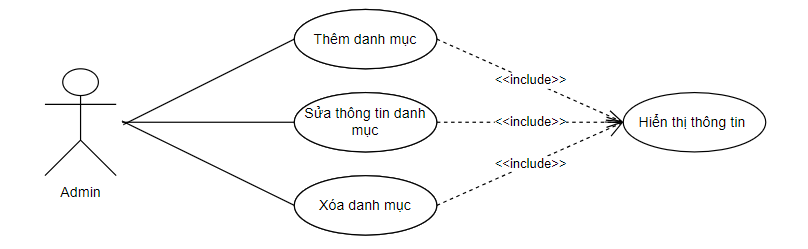 Thêm danh mục
<<include>>
Sửa thông tin danh
mục
<<include>>
Hiển thị thông tin
<<include>>
Admin
Xóa danh mục